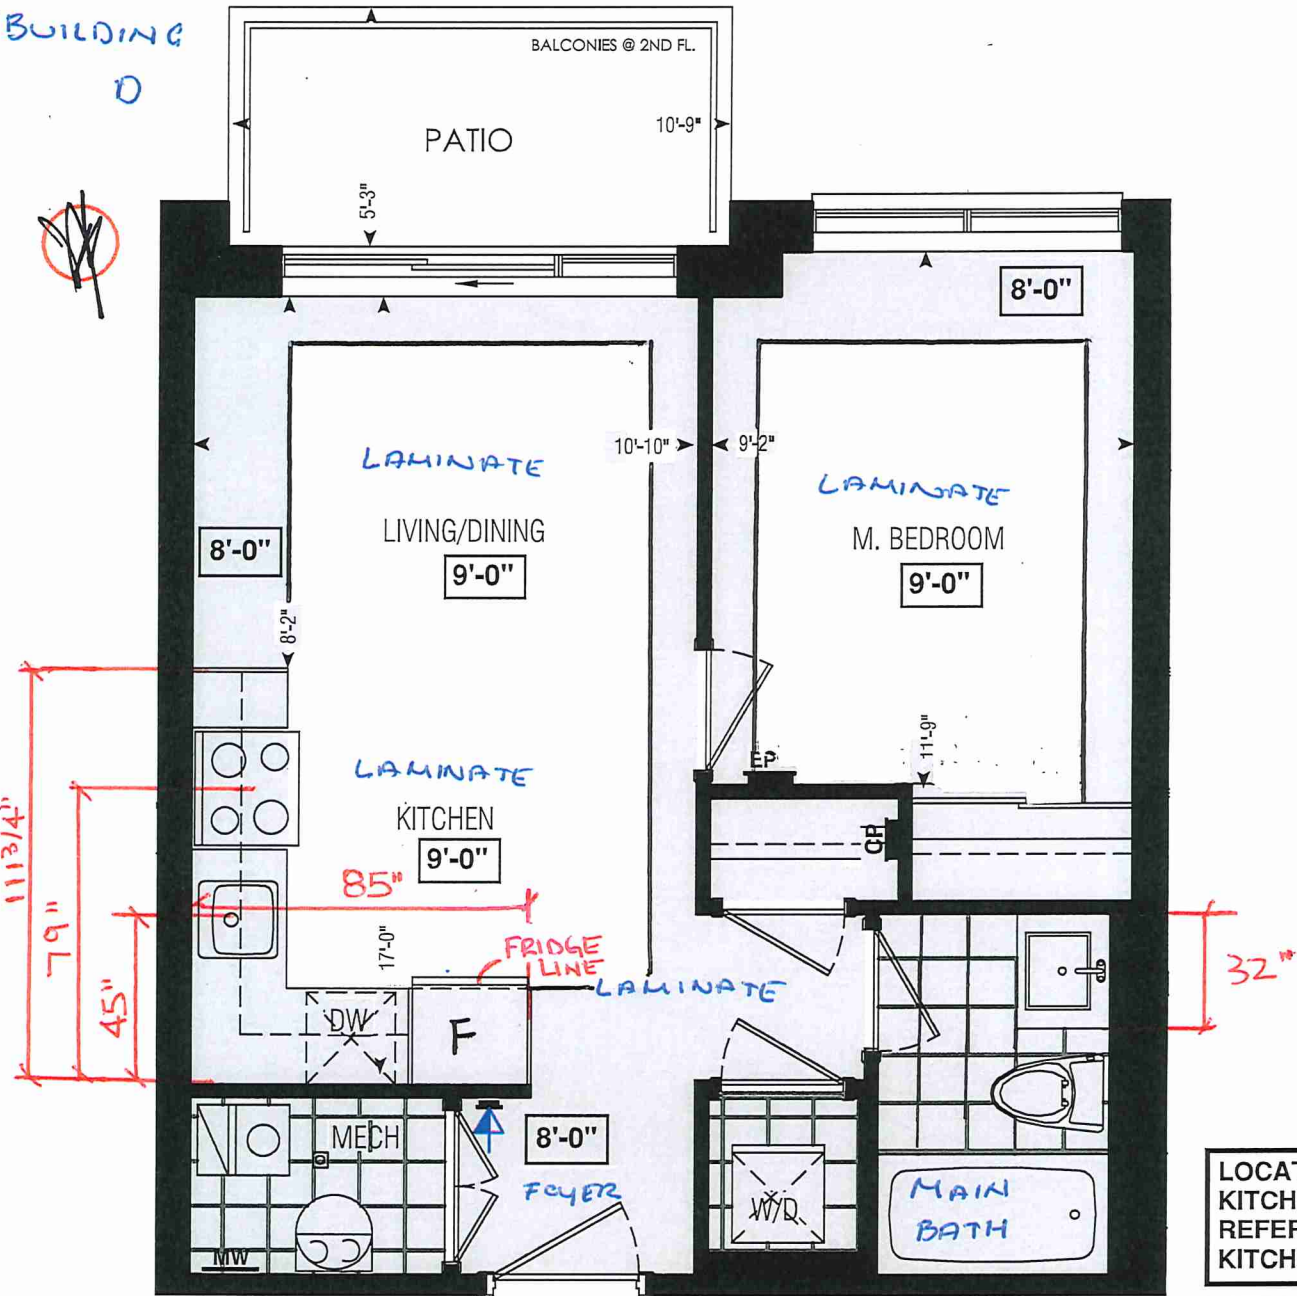 BUILDING
D
BALCONIES @ 2ND FL.
PATIO
10'-9"
5'-3"
8'-0"
LAMINATE
10'-10"
9'-2"
LAMINATE
LIVING/DINING
M. BEDROOM
8'-0"
9'-0"
9'-0"
8'-2"
11'-9"
EP
LAMINATE
KITCHEN
9'-0"
CP
111 3/4"
79"
45"
85"
17'-0"
FRIDGE
LINE
LAMINATE
32"
DW
F
MECH
8'-0"
FOYER
W/D
MAIN
BATH
MW
LOCAT
KITCH
REFER
KITCH